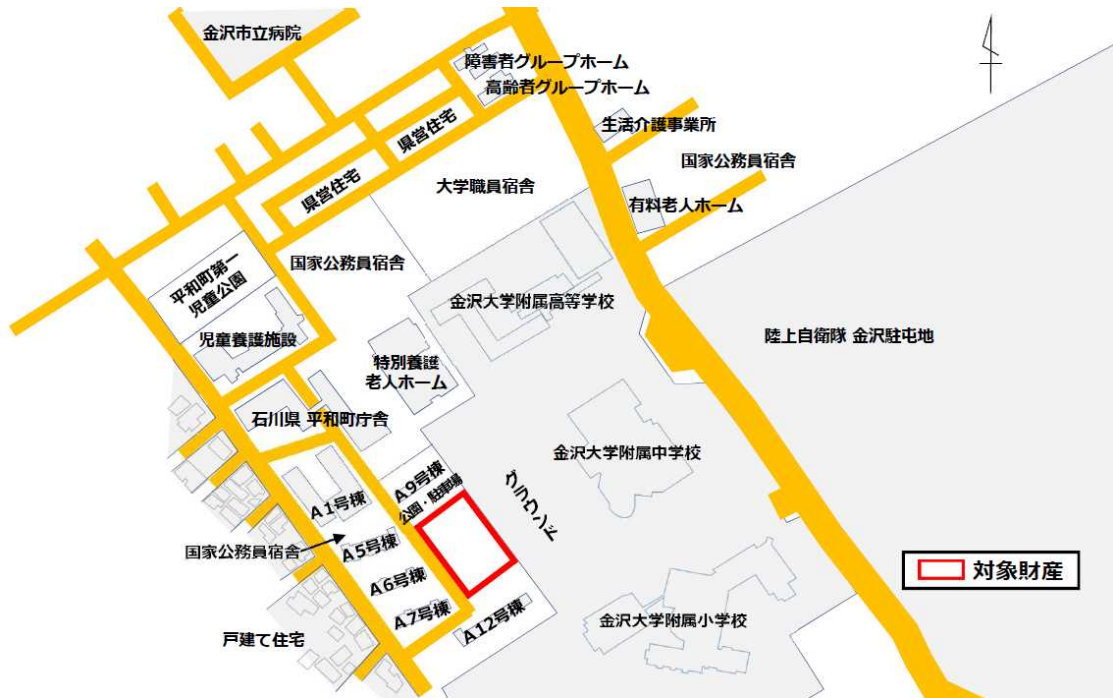 金沢市立病院
障害者グループホーム
高齢者グループホーム
生活介護事業所
県営住宅
国家公務員宿舎
県営住宅
大学職員宿舎
有料老人ホーム
国家公務員宿舎
平和町第一
児童公園
金沢大学附属高等学校
陸上自衛隊 金沢駐屯地
児童養護施設
特別養護
老人ホーム
石川県 平和町庁舎
金沢大学附属中学校
A9号棟
公園・駐車場
グラウンド
A1号棟
国家公務員宿舎
A5号棟
対象財産
A6号棟
A7号棟
A12号棟
金沢大学附属小学校
戸建て住宅